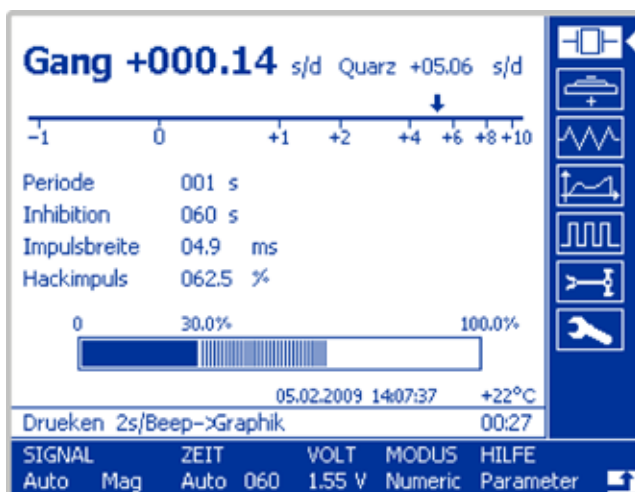 Gang +000.14 s/d Quarz +05.06 s/d
-1 0 +1 +2 +4 +6 +8 +10
Periode 001 s
Inhibition 060 s
Impulsbreite 04.9 ms
Hackimpuls 062.5 %
0 30.0% 100.0%
05.02.2009 14:07:37 +22°C
Drueken 2s/Beep->Graphik 00:27
SIGNAL ZEIT VOLT MODUS HILFE
Auto Mag Auto 060 1.55 V Numeric Parameter